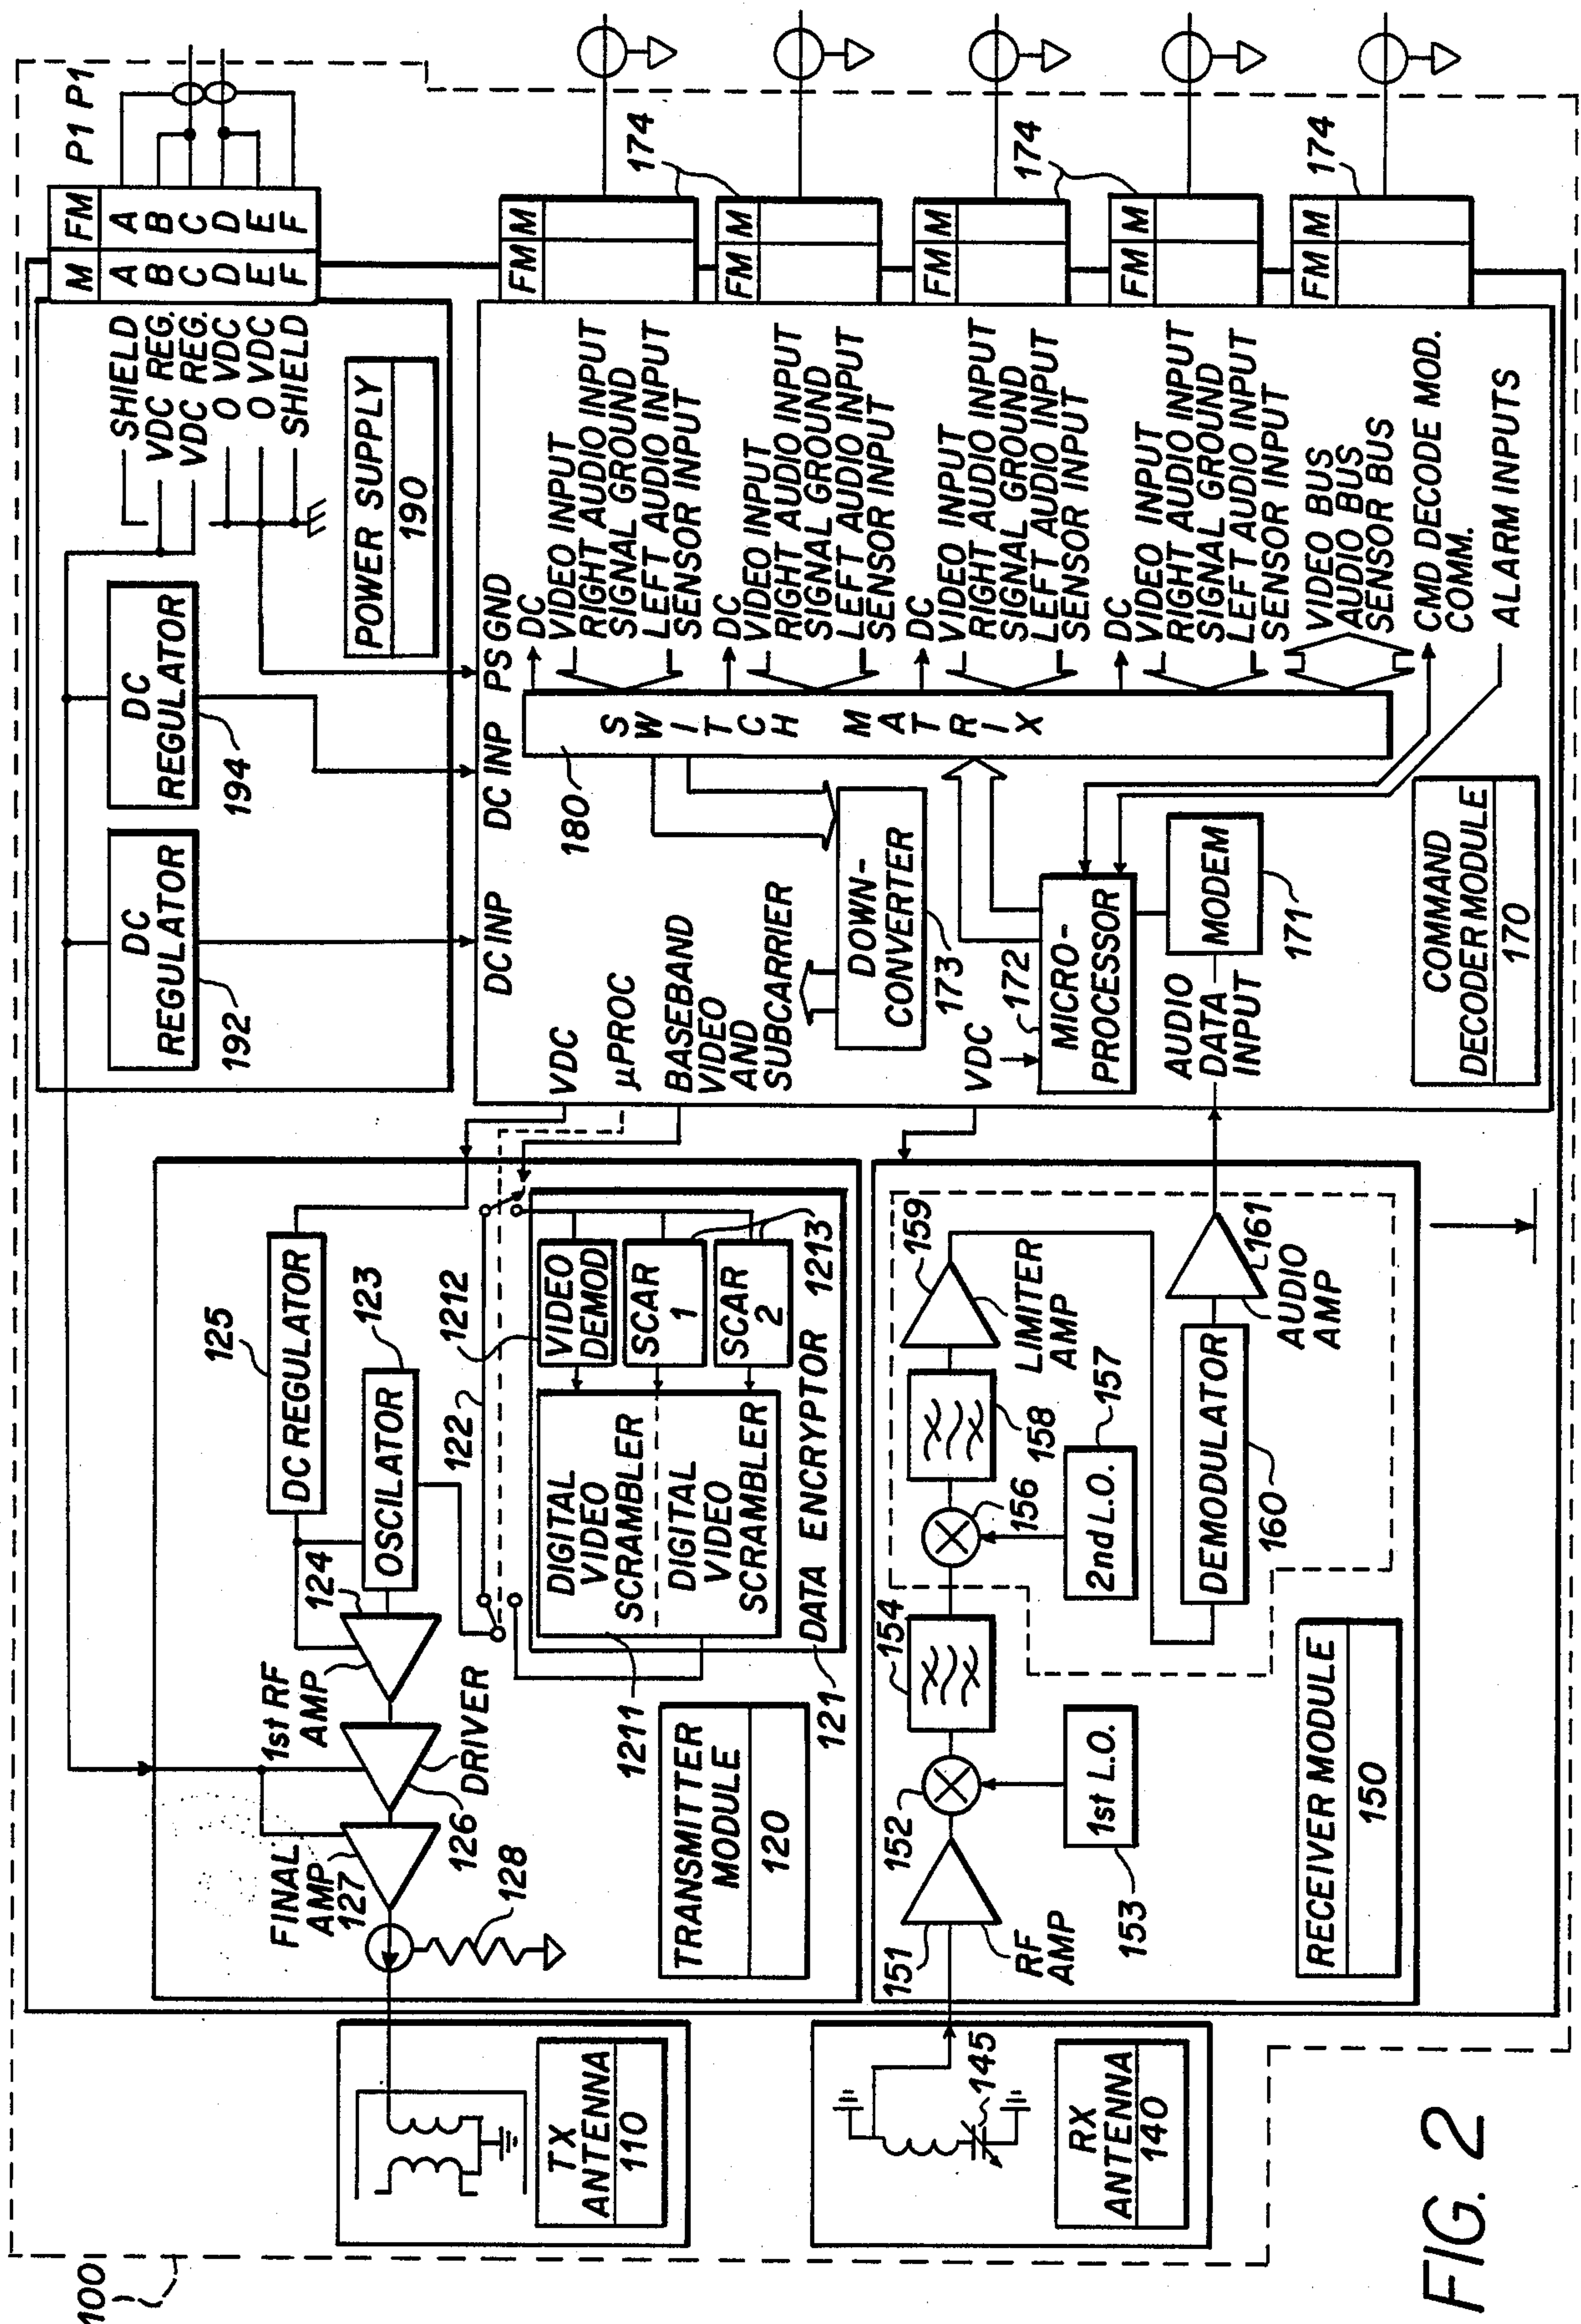 100
TX
ANTENNA
110
RX
ANTENNA
140
145
FINAL
AMP
127
1st RF
AMP
124
126
DRIVER
128
125
DC REGULATOR
123
OSCILATOR
122
1212
VIDEO
DEMOD
SCAR
1
SCAR
2
1213
DIGITAL
VIDEO
SCRAMBLER
DIGITAL
VIDEO
SCRAMBLER
1211
121
DATA ENCRYPTOR
TRANSMITTER
MODULE
120
151
RF
AMP
152
1st L.O.
153
154
156
2nd L.O.
157
158
159
LIMITER
AMP
DEMODULATOR
160
161
AUDIO
AMP
RECEIVER MODULE
150
DC
REGULATOR
192
DC
REGULATOR
194
SHIELD
VDC REG.
VDC REG.
O VDC
O VDC
SHIELD
POWER SUPPLY
190
M FM
A A
B B
C C
D D
E E
F F
P1 P1
VDC
μPROC
BASEBAND
VIDEO
AND
SUBCARRIER
DC INP
DC INP
PS GND
180
SWITCH MATRIX
DOWN-
CONVERTER
173
VDC
172
MICRO-
PROCESSOR
AUDIO
DATA
INPUT
MODEM
171
COMMAND
DECODER MODULE
170
DC
VIDEO INPUT
RIGHT AUDIO INPUT
SIGNAL GROUND
LEFT AUDIO INPUT
SENSOR INPUT
DC
VIDEO INPUT
RIGHT AUDIO INPUT
SIGNAL GROUND
LEFT AUDIO INPUT
SENSOR INPUT
DC
VIDEO INPUT
RIGHT AUDIO INPUT
SIGNAL GROUND
LEFT AUDIO INPUT
SENSOR INPUT
DC
VIDEO INPUT
RIGHT AUDIO INPUT
SIGNAL GROUND
LEFT AUDIO INPUT
SENSOR INPUT
VIDEO BUS
AUDIO BUS
SENSOR BUS
CMD DECODE MOD.
COMM.
ALARM INPUTS
FM M
FM M
FM M
FM M
FM M
174
174
174
FIG. 2